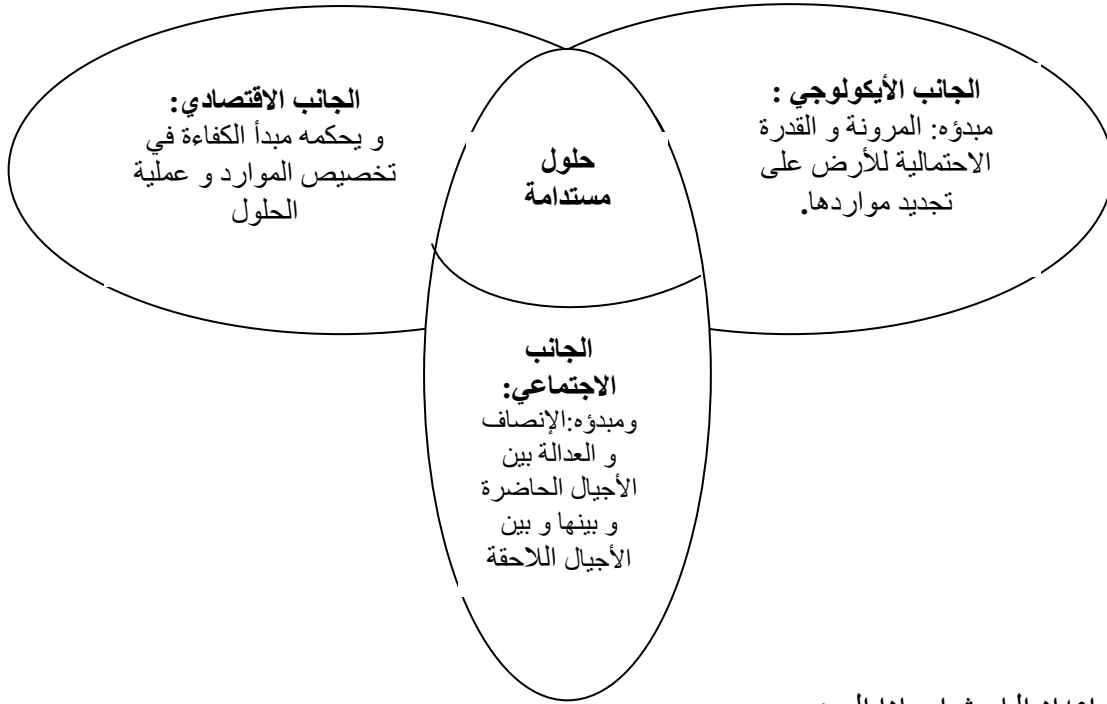 الجانب الأيكولوجي :
مبدؤه: المرونة و القدرة
الاحتمالية للأرض على
تجديد مواردها.
حلول
مستدامة
الجانب الاقتصادي:
و يحكمه مبدأ الكفاءة في
تخصيص الموارد و عملية
الحلول
الجانب
الاجتماعي:
ومبدؤه:الإنصاف
و العدالة بين
الأجيال الحاضرة
و بينها و بين
الأجيال اللاحقة